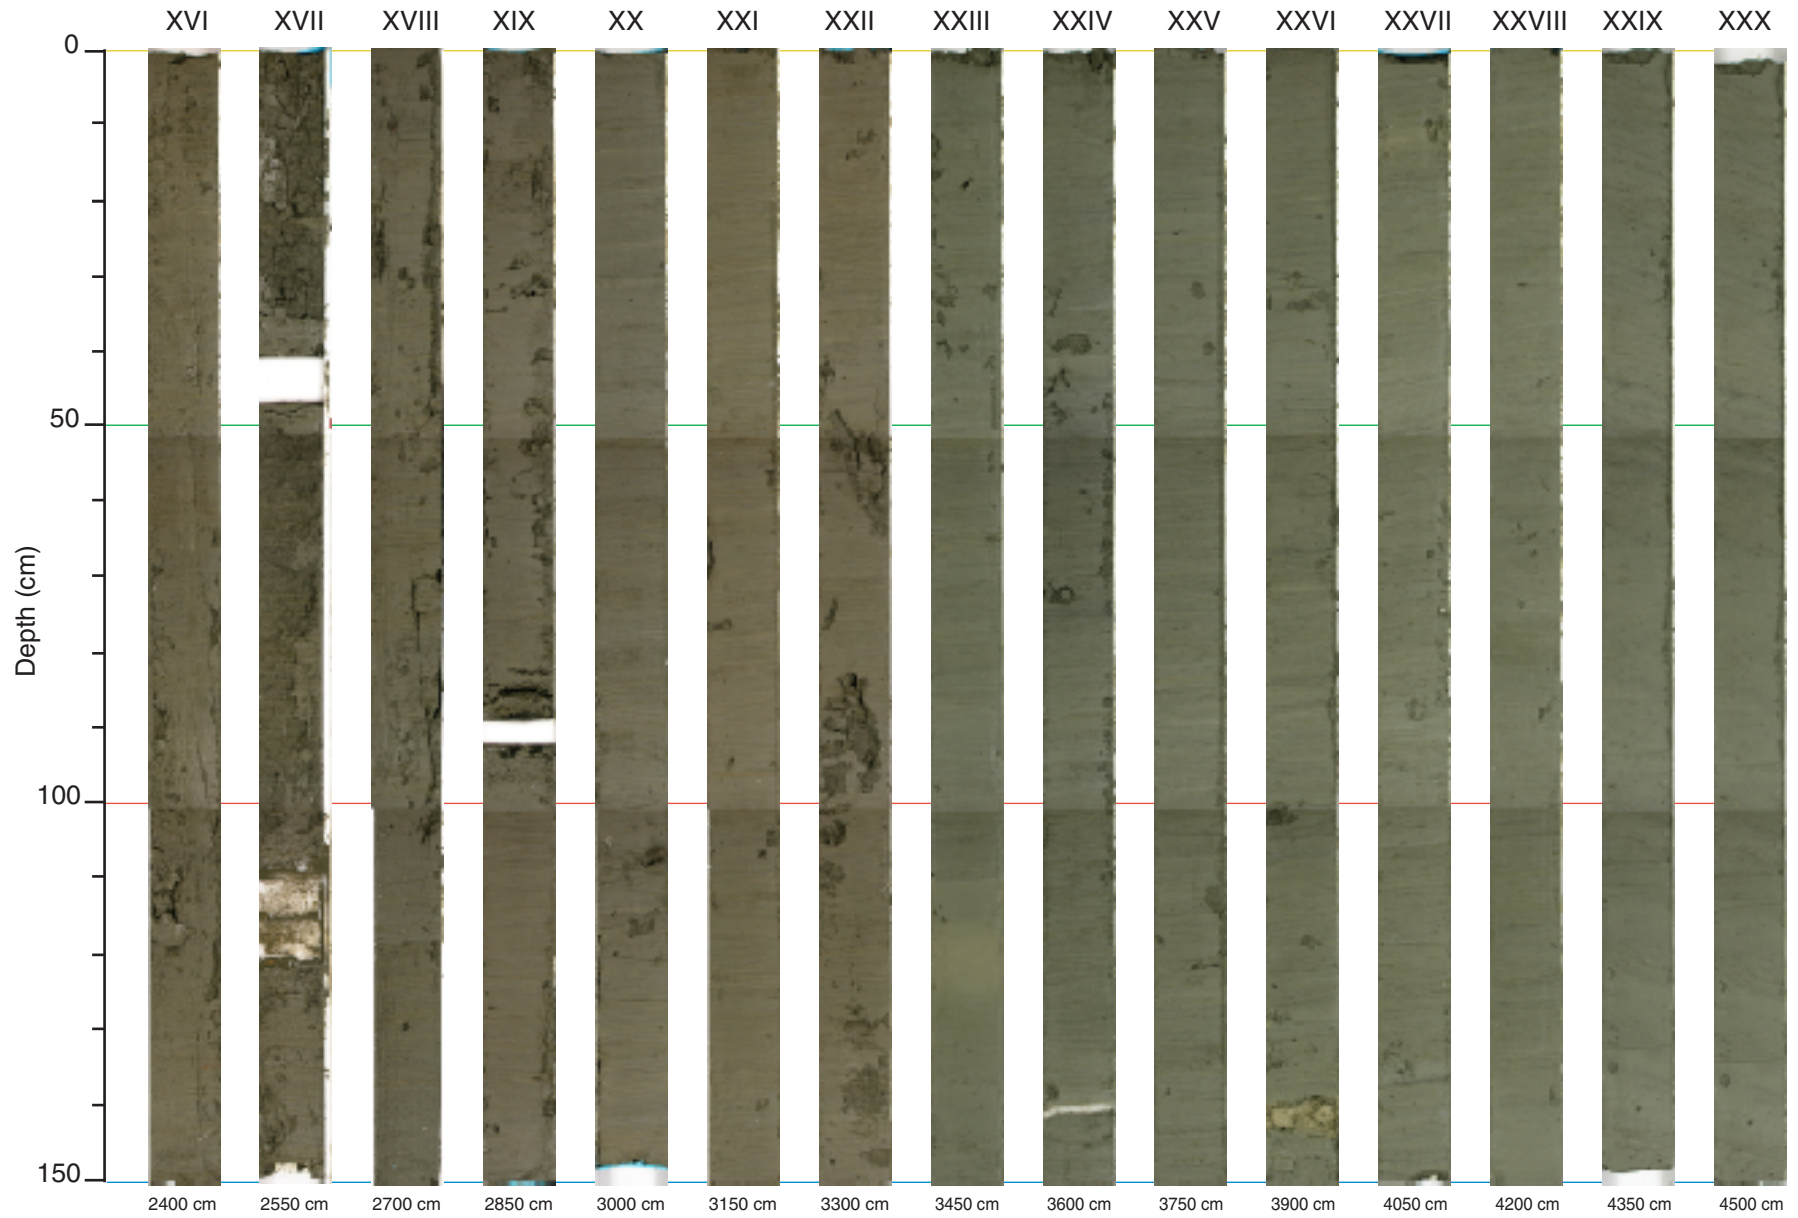 XVI XVII XVIII XIX XX XXI XXII XXIII XXIV XXV XXVI XXVII XXVIII XXIX XXX
0
50
100
150
Depth (cm)
2400 cm 2550 cm 2700 cm 2850 cm 3000 cm 3150 cm 3300 cm 3450 cm 3600 cm 3750 cm 3900 cm 4050 cm 4200 cm 4350 cm 4500 cm